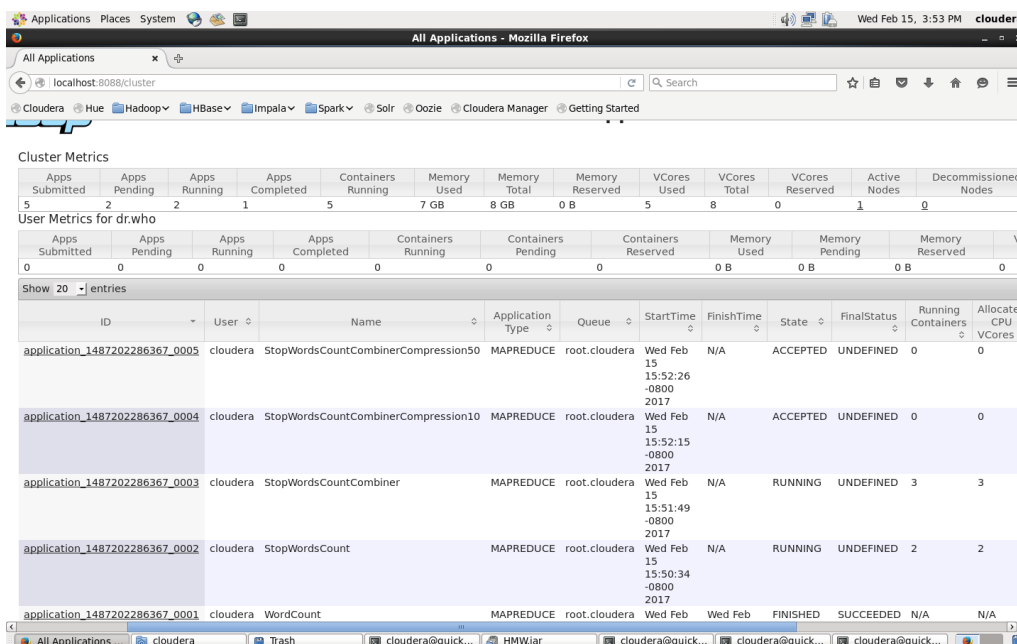 Applications Places System Wed Feb 15, 3:53 PM clouder
All Applications - Mozilla Firefox
All Applications
localhost:8088/cluster Search
Cloudera Hue Hadoop HBase Impala Spark Solr Oozie Cloudera Manager Getting Started
Cluster Metrics
Apps Submitted Apps Pending Apps Running Apps Completed Containers Running Memory Used Memory Total Memory Reserved VCores Used VCores Total VCores Reserved Active Nodes Decommissioned Nodes
5 2 2 1 5 7 GB 8 GB 0 B 5 8 0 1 0
User Metrics for dr.who
Apps Submitted Apps Pending Apps Running Apps Completed Containers Running Containers Pending Containers Reserved Memory Used Memory Pending Memory Reserved V
0 0 0 0 0 0 0 0 B 0 B 0 B 0
Show 20 entries
ID User Name Application Type Queue StartTime FinishTime State FinalStatus Running Containers Allocate CPU VCores
application_1487202286367_0005 cloudera StopWordsCountCombinerCompression50 MAPREDUCE root.cloudera Wed Feb N/A ACCEPTED UNDEFINED 0 0
15
15:52:26
-0800
2017
application_1487202286367_0004 cloudera StopWordsCountCombinerCompression10 MAPREDUCE root.cloudera Wed Feb N/A ACCEPTED UNDEFINED 0 0
15
15:52:15
-0800
2017
application_1487202286367_0003 cloudera StopWordsCountCombiner MAPREDUCE root.cloudera Wed Feb N/A RUNNING UNDEFINED 3 3
15
15:51:49
-0800
2017
application_1487202286367_0002 cloudera StopWordsCount MAPREDUCE root.cloudera Wed Feb N/A RUNNING UNDEFINED 2 2
15
15:50:34
-0800
2017
application_1487202286367_0001 cloudera WordCount MAPREDUCE root.cloudera Wed Feb Wed Feb FINISHED SUCCEEDED N/A N/A
All Applications ... cloudera Trash cloudera@quick... HMW.jar cloudera@quick... cloudera@quick... cloudera@quick...